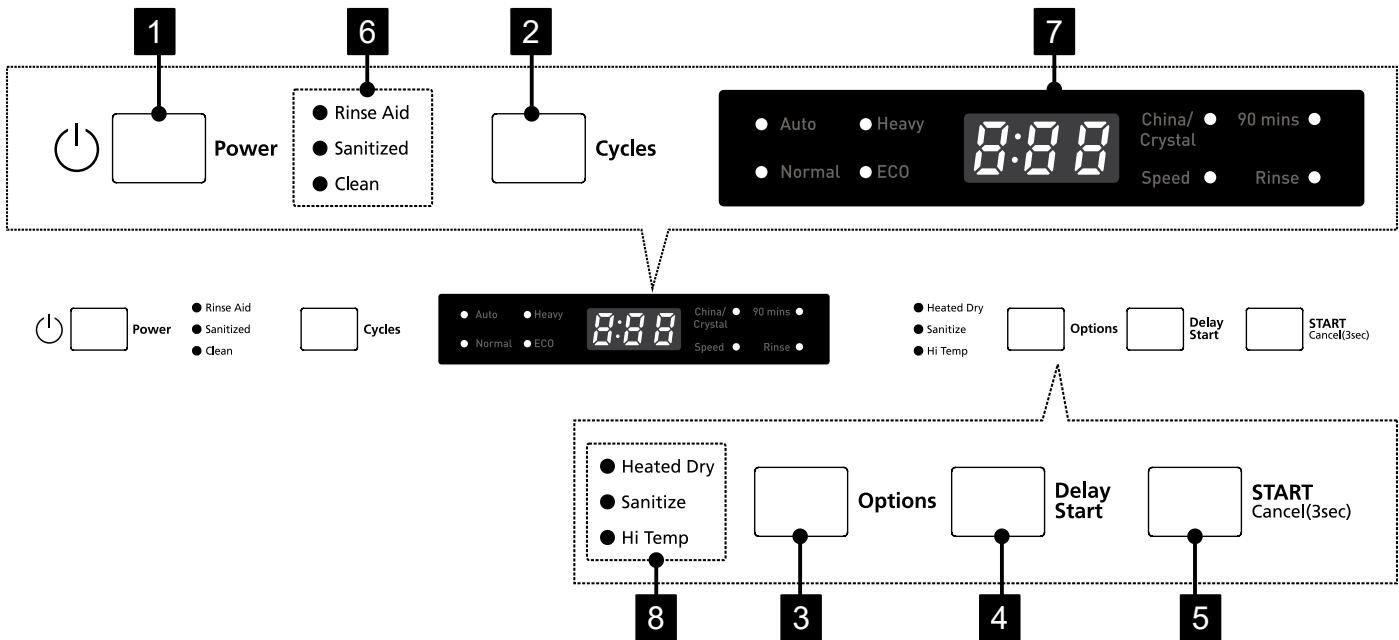 1
6
2
7
Power
Rinse Aid
Sanitized
Clean
Cycles
Auto
Heavy
Normal
ECO
8:88
China/
Crystal
90 mins
Speed
Rinse
Power
Rinse Aid
Sanitized
Clean
Cycles
Auto
Heavy
Normal
ECO
8:88
China/
Crystal
90 mins
Speed
Rinse
Heated Dry
Sanitize
Hi Temp
Options
Delay
Start
START
Cancel(3sec)
Heated Dry
Sanitize
Hi Temp
Options
Delay
Start
START
Cancel(3sec)
8
3
4
5